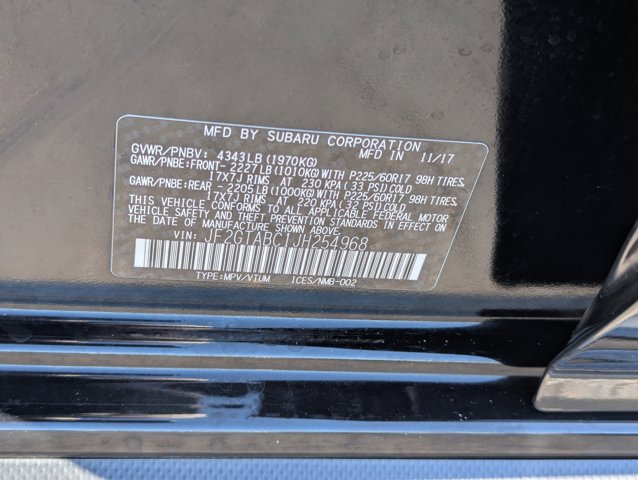 MFD BY SUBARU CORPORATION
GVWR/PNBV: 4343LB (1970KG) MFD IN 11/17
GAWR/PNBE:FRONT-2227LB (1010KG) WITH P225/60R17 98H TIRES,
17X7J RIMS AT 230 KPA (33 PSI) COLD
GAWR/PNBE:REAR -2205LB (1000KG) WITH P225/60R17 98H TIRES,
17X7J RIMS AT 220 KPA (32 PSI) COLD
THIS VEHICLE CONFORMS TO ALL APPLICABLE FEDERAL MOTOR
VEHICLE SAFETY AND THEFT PREVENTION STANDARDS IN EFFECT ON
THE DATE OF MANUFACTURE SHOWN ABOVE.
VIN: JF2GTABC1JH254968
TYPE:MPV/VTUM ICES/NMB-002